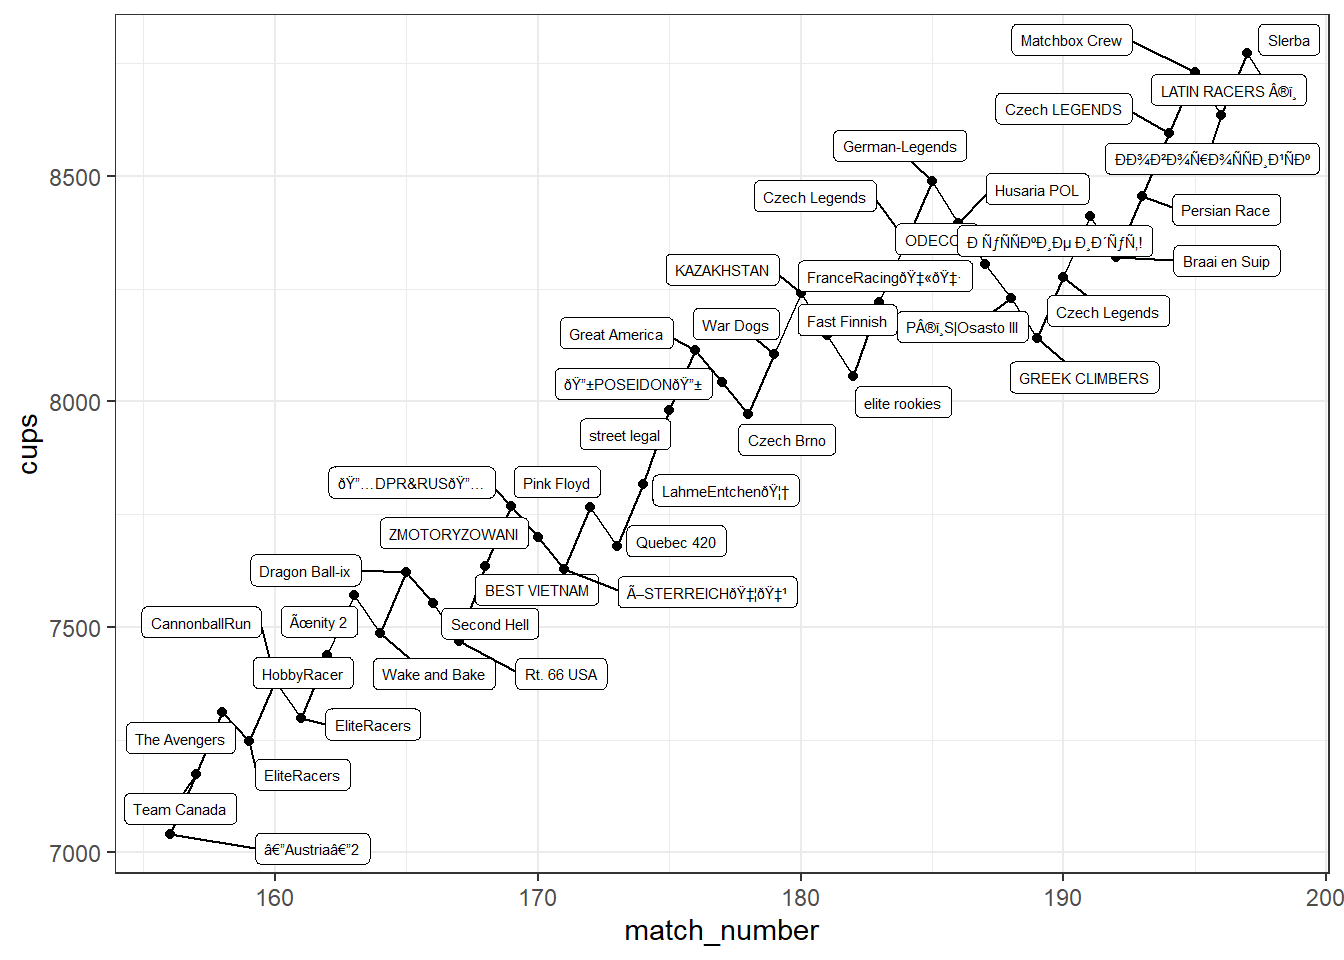 Matchbox Crew
Slerba
LATIN RACERS Â®ï¸
Czech LEGENDS
German-Legends
ÐÐ¾Ð²Ð¾Ñ€Ð¾ÑÑÐ¸Ð¹ÑÐº
8500
Husaria POL
Czech Legends
Persian Race
ODECO
Ð ÑƒÑÑÐºÐ¸Ðµ Ð¸Ð´ÑƒÑ‚!
Braai en Suip
KAZAKHSTAN
FranceRacingðŸ‡«ðŸ‡·
Czech Legends
War Dogs
Fast Finnish
PÂ®ï¸S|Osasto III
Great America
GREEK CLIMBERS
ðŸ”±POSEIDONðŸ”±
8000
elite rookies
cups
street legal
Czech Brno
ðŸ”…DPR&RUSðŸ”…
Pink Floyd
LahmeEntchenðŸ¦†
ZMOTORYZOWANI
Quebec 420
Dragon Ball-ix
BEST VIETNAM
Ã–STERREICHðŸ‡¦ðŸ‡¹
7500
CannonballRun
Ãœnity 2
Second Hell
HobbyRacer
Wake and Bake
Rt. 66 USA
The Avengers
EliteRacers
EliteRacers
Team Canada
7000
â€”Austriaâ€”2
160
170
180
190
200
match_number